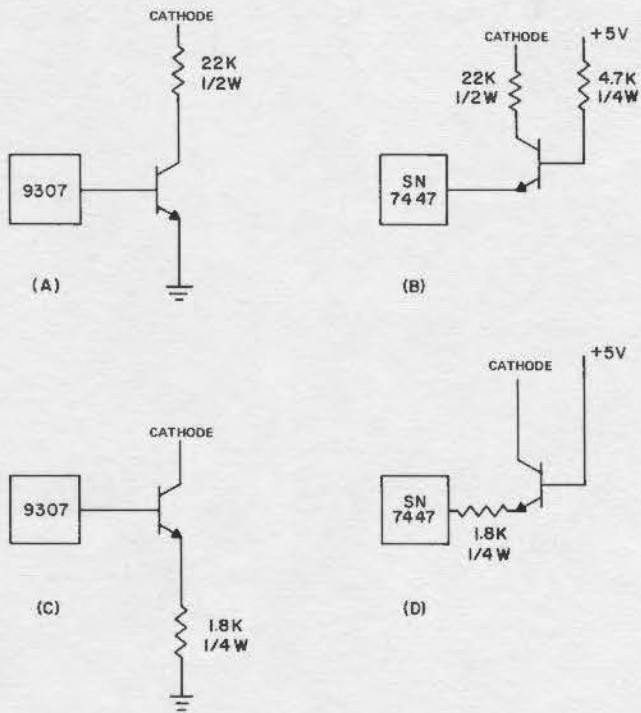 CATHODE
22K
1/2W
9307
(A)
CATHODE
+5V
22K
1/2W
4.7K
1/4W
SN
7447
(B)
CATHODE
22K
9307
1.8K
1/4W
(C)
CATHODE
+5V
SN
7447
1.8K
1/4W
(D)